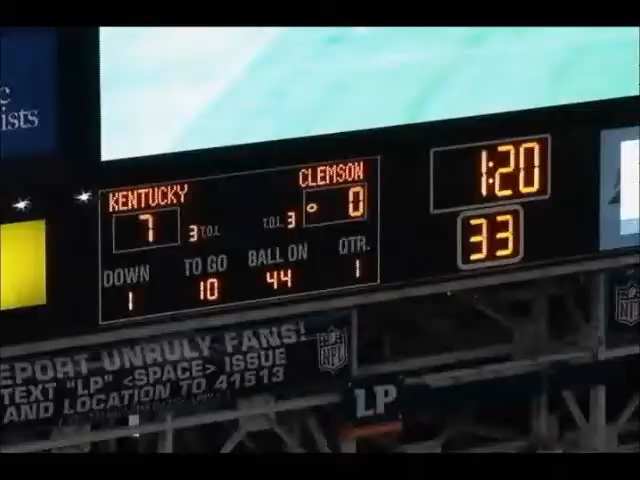 ists
KENTUCKY
CLEMSON
1:20
7
3 T.O.L
T.O.L 3
0
33
DOWN
TO GO
BALL ON
QTR.
1
10
44
1
EPORT UNRULY FANS!
TEXT "LP" <SPACE> ISSUE
AND LOCATION TO 41513
NFL
LP